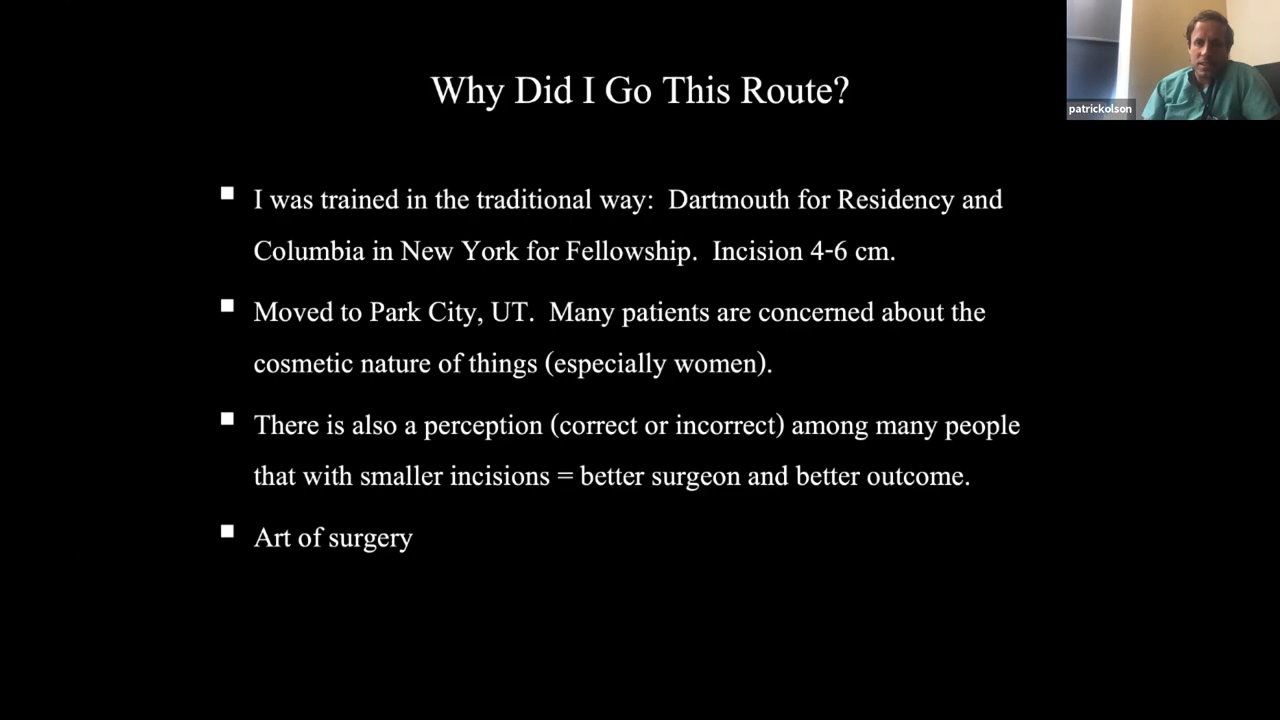 patrickolson
Why Did I Go This Route?
I was trained in the traditional way:  Dartmouth for Residency and
Columbia in New York for Fellowship.  Incision 4-6 cm.
Moved to Park City, UT.  Many patients are concerned about the
cosmetic nature of things (especially women).
There is also a perception (correct or incorrect) among many people
that with smaller incisions = better surgeon and better outcome.
Art of surgery